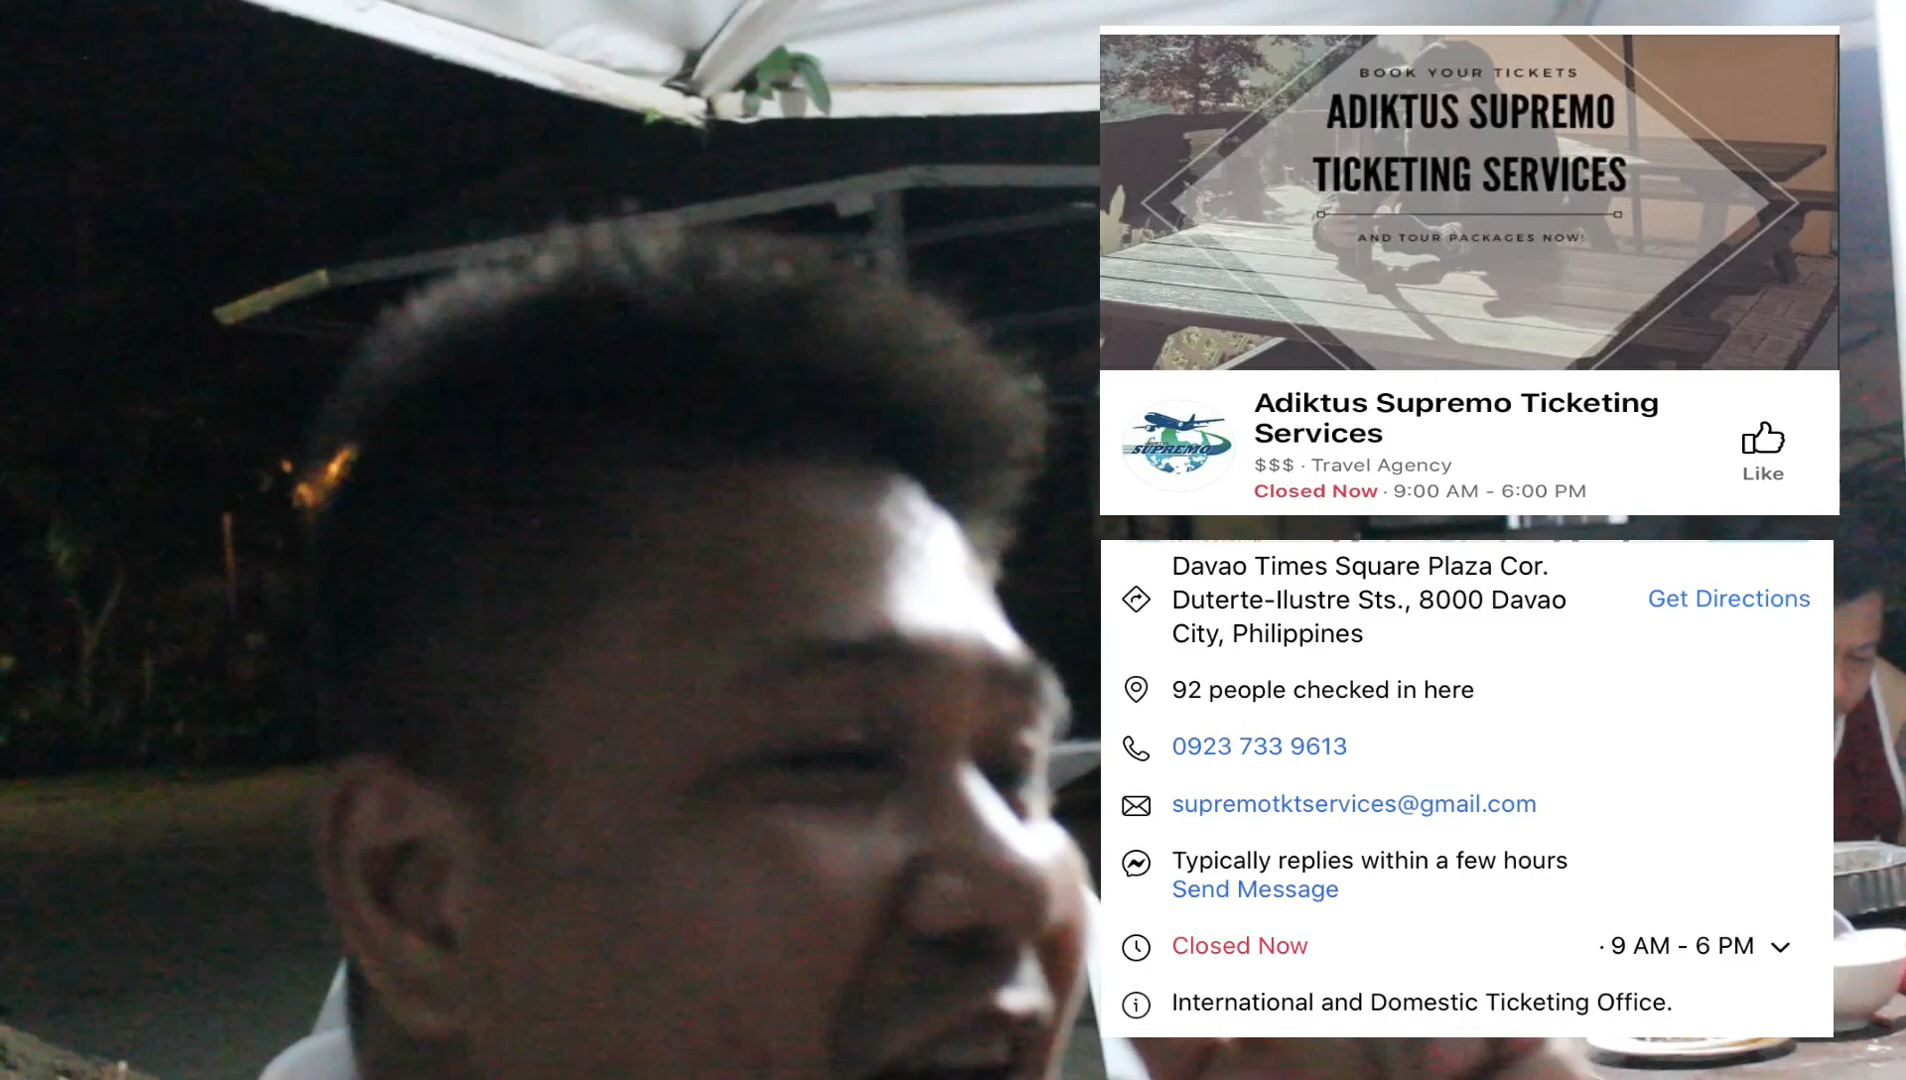 BOOK YOUR TICKETS
ADIKTUS SUPREMO
TICKETING SERVICES
AND TOUR PACKAGES NOW!
SUPREMO
Adiktus Supremo Ticketing
Services
$$$ · Travel Agency
Closed Now · 9:00 AM - 6:00 PM
Like
Davao Times Square Plaza Cor.
Duterte-Ilustre Sts., 8000 Davao
City, Philippines
Get Directions
92 people checked in here
0923 733 9613
supremotktservices@gmail.com
Typically replies within a few hours
Send Message
Closed Now
· 9 AM - 6 PM
International and Domestic Ticketing Office.